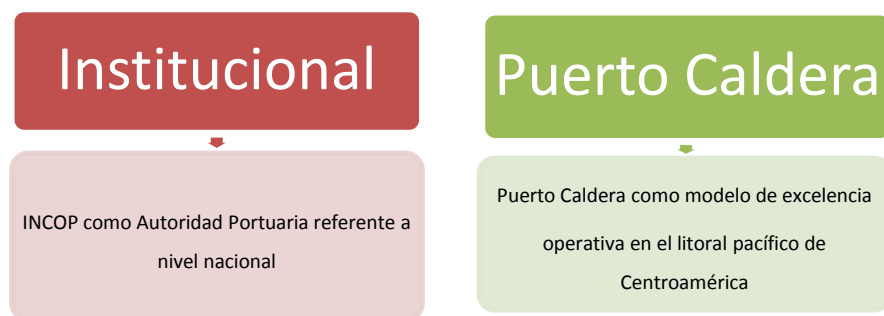 Institucional
INCOP como Autoridad Portuaria referente a
nivel nacional
Puerto Caldera
Puerto Caldera como modelo de excelencia
operativa en el litoral pacífico de
Centroamérica